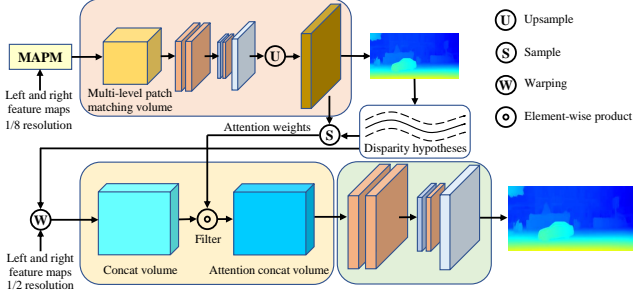 MAPM
Left and right
feature maps
1/8 resolution
Multi-level patch
matching volume
U
U Upsample
S Sample
W Warping
Element-wise product
Attention weights
S
Disparity hypotheses
W
Left and right
feature maps
1/2 resolution
Concat volume
Filter
Attention concat volume